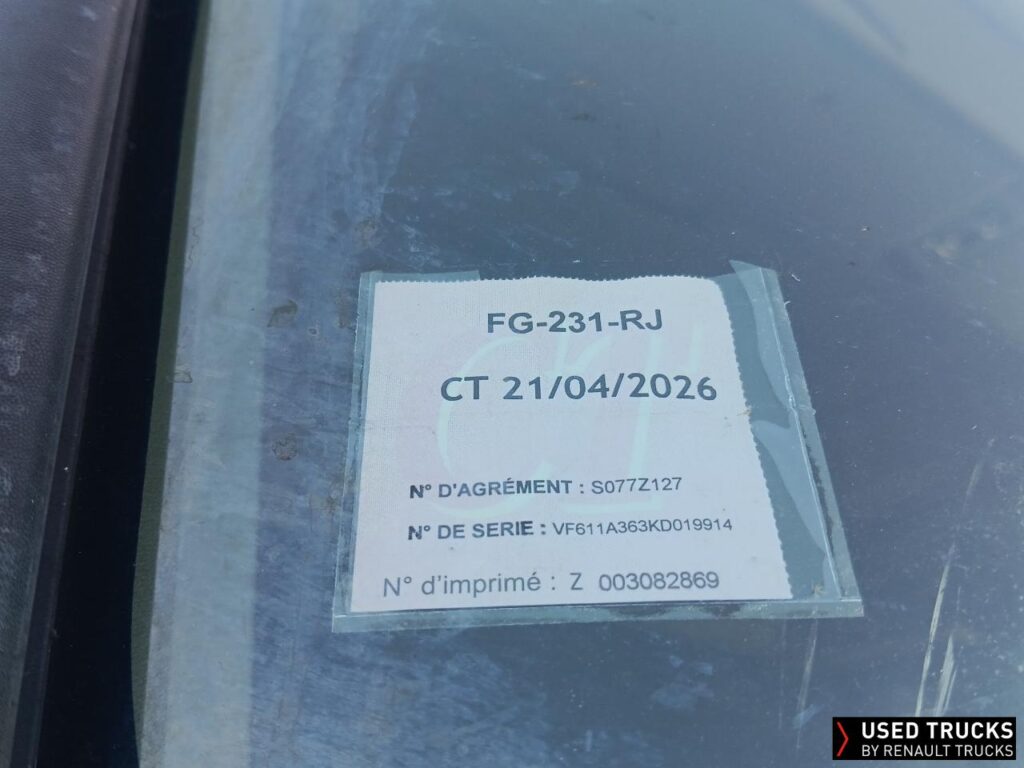 FG-231-RJ
CT 21/04/2026
N° D'AGRÉMENT : S077Z127
N° DE SERIE : VF611A363KD019914
N° d'imprimé : Z 003082869
USED TRUCKS
BY RENAULT TRUCKS